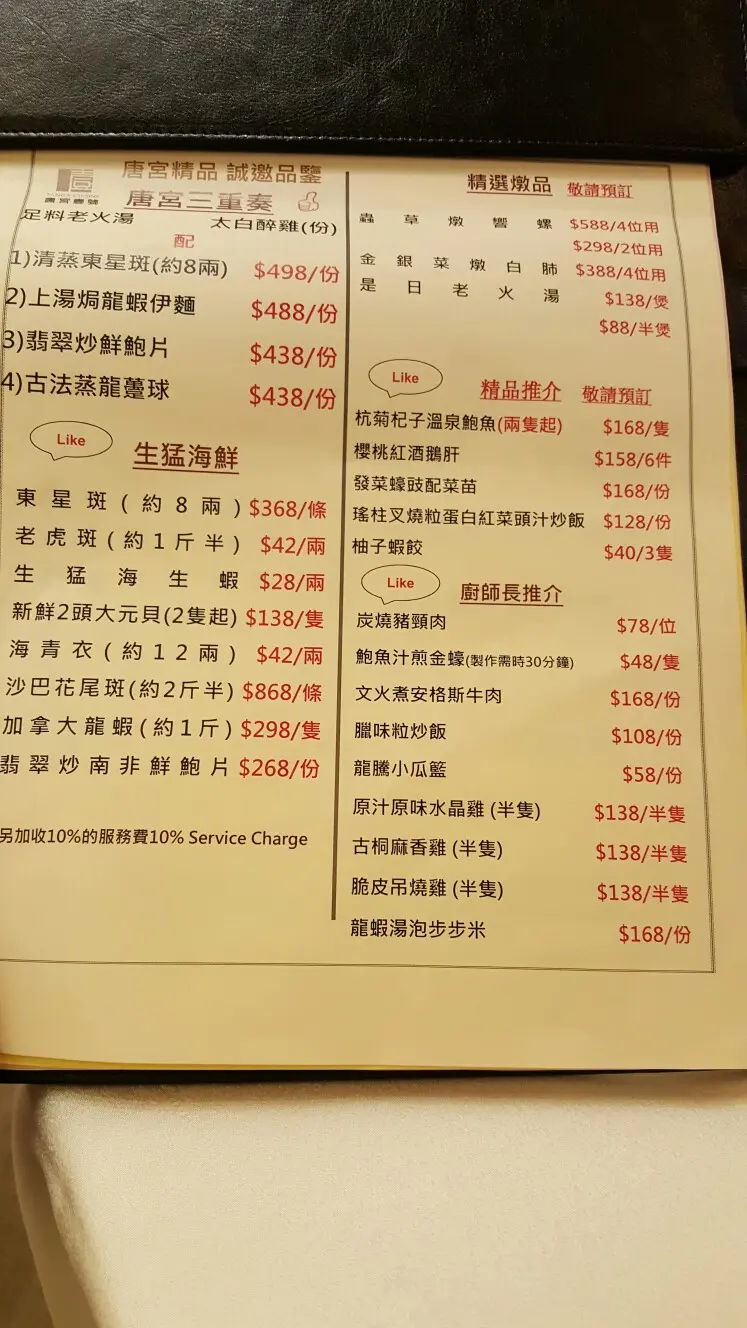 唐宮精品 誠邀品鑒
唐宮壹號
唐宮三重奏
足料老火湯 太白醉雞(份)
配
1)清蒸東星斑(約8兩) $498/份
2)上湯焗龍蝦伊麵 $488/份
3)翡翠炒鮮鮑片 $438/份
4)古法蒸龍躉球 $438/份
Like
生猛海鮮
東星斑(約8兩) $368/條
老虎斑(約1斤半) $42/兩
生猛海生蝦 $28/兩
新鮮2頭大元貝(2隻起) $138/隻
海青衣(約12兩) $42/兩
沙巴花尾斑(約2斤半) $868/條
加拿大龍蝦(約1斤) $298/隻
翡翠炒南非鮮鮑片 $268/份
另加收10%的服務費10% Service Charge
精選燉品 敬請預訂
蟲草燉響螺 $588/4位用
$298/2位用
金銀菜燉白肺 $388/4位用
是日老火湯 $138/煲
$88/半煲
Like
精品推介 敬請預訂
杭菊杞子溫泉鮑魚(兩隻起) $168/隻
櫻桃紅酒鵝肝 $158/6件
發菜蠔豉配菜苗 $168/份
瑤柱叉燒粒蛋白紅菜頭汁炒飯 $128/份
柚子蝦餃 $40/3隻
Like
廚師長推介
炭燒豬頸肉 $78/位
鮑魚汁煎金蠔(製作需時30分鐘) $48/隻
文火煮安格斯牛肉 $168/份
臘味粒炒飯 $108/份
龍騰小瓜籃 $58/份
原汁原味水晶雞 (半隻) $138/半隻
古桐麻香雞 (半隻) $138/半隻
脆皮吊燒雞 (半隻) $138/半隻
龍蝦湯泡步步米 $168/份